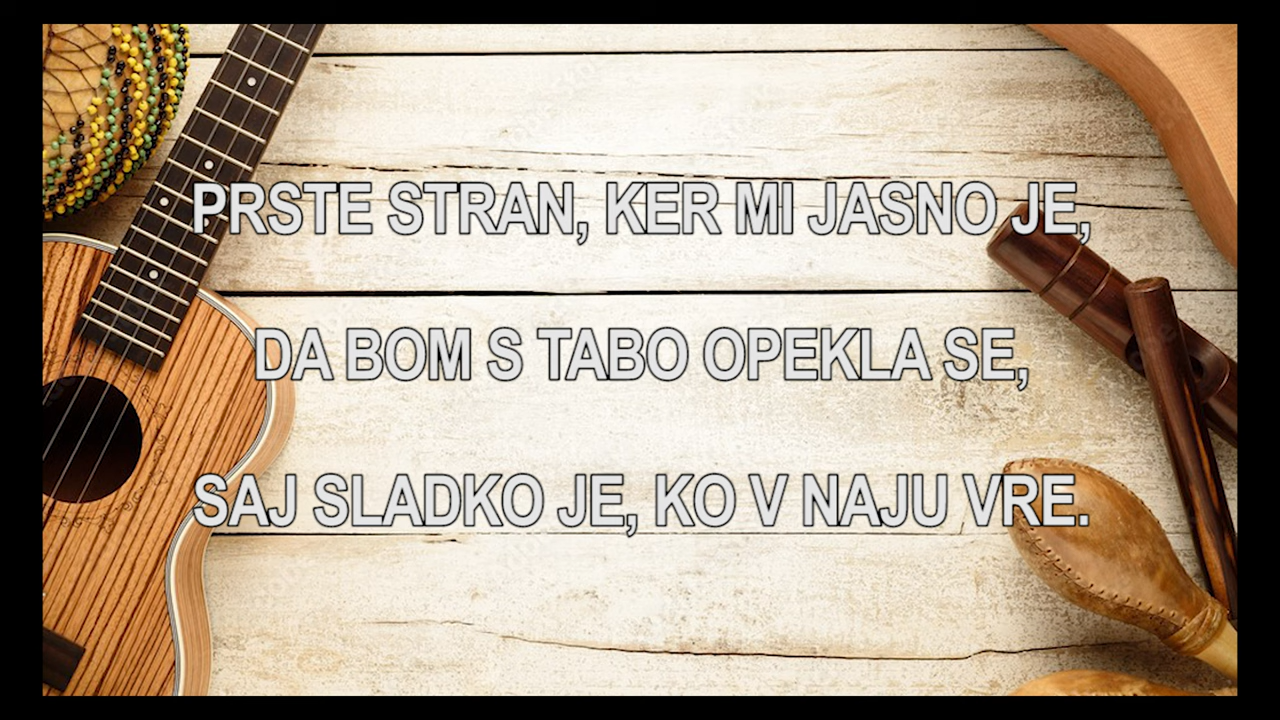 PRSTE STRAN, KER MI JASNO JE,
DA BOM S TABO OPEKLA SE,
SAJ SLADKO JE, KO V NAJU VRE.